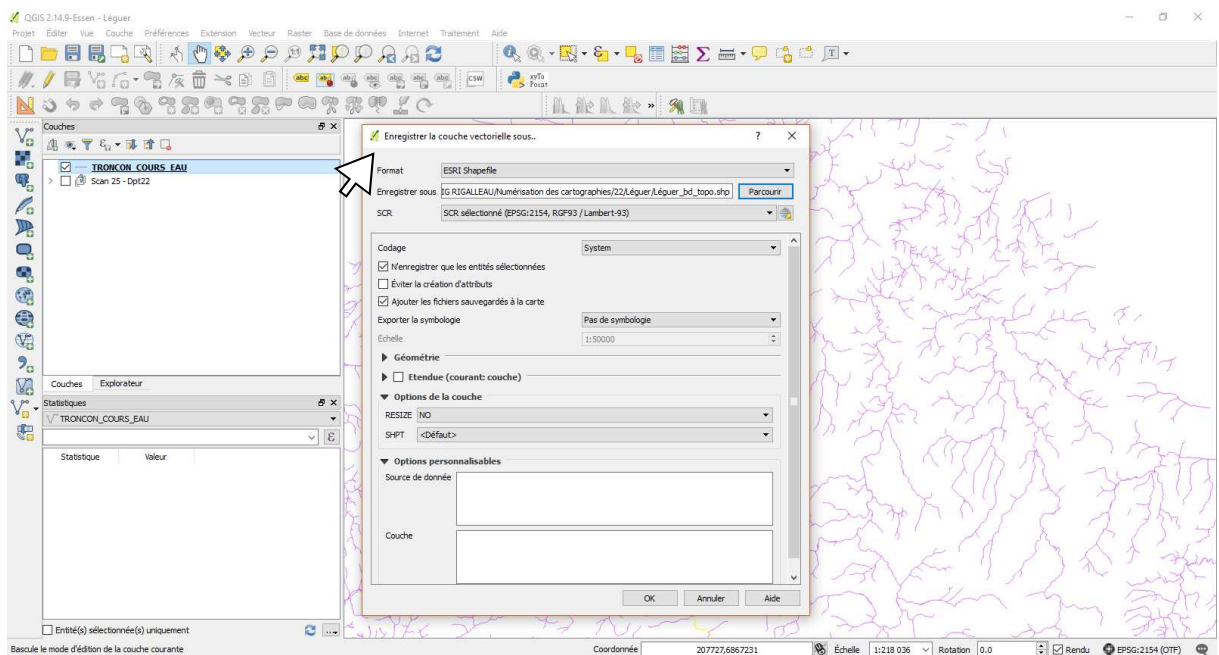 QGIS 2.14.9-Essen - Léguer
Projet Éditer Vue Couche Préférences Extension Vecteur Raster Base de données Internet Traitement Aide
abc
CSW
xyTo
Point
Couches
TRONCON_COURS_EAU
Scan 25 - Dpt22
Couches Explorateur
Statistiques
TRONCON_COURS_EAU
ε
Statistique Valeur
Entité(s) sélectionnée(s) uniquement
Enregistrer la couche vectorielle sous..
? ×
Format ESRI Shapefile
Enregistrer sous IG RIGALLEAU/Numérisation des cartographies/22/Léguer/Léguer_bd_topo.shp Parcourir
SCR SCR sélectionné (EPSG:2154, RGF93 / Lambert-93)
Codage System
N'enregistrer que les entités sélectionnées
Éviter la création d'attributs
Ajouter les fichiers sauvegardés à la carte
Exporter la symbologie Pas de symbologie
Echelle 1:50000
Géométrie
Etendue (courant: couche)
Options de la couche
RESIZE NO
SHPT <Défaut>
Options personnalisables
Source de donnée
Couche
OK Annuler Aide
Bascule le mode d'édition de la couche courante
Coordonnée 207727,6867231 Échelle 1:218 036 Rotation 0.0 Rendu EPSG:2154 (OTF)